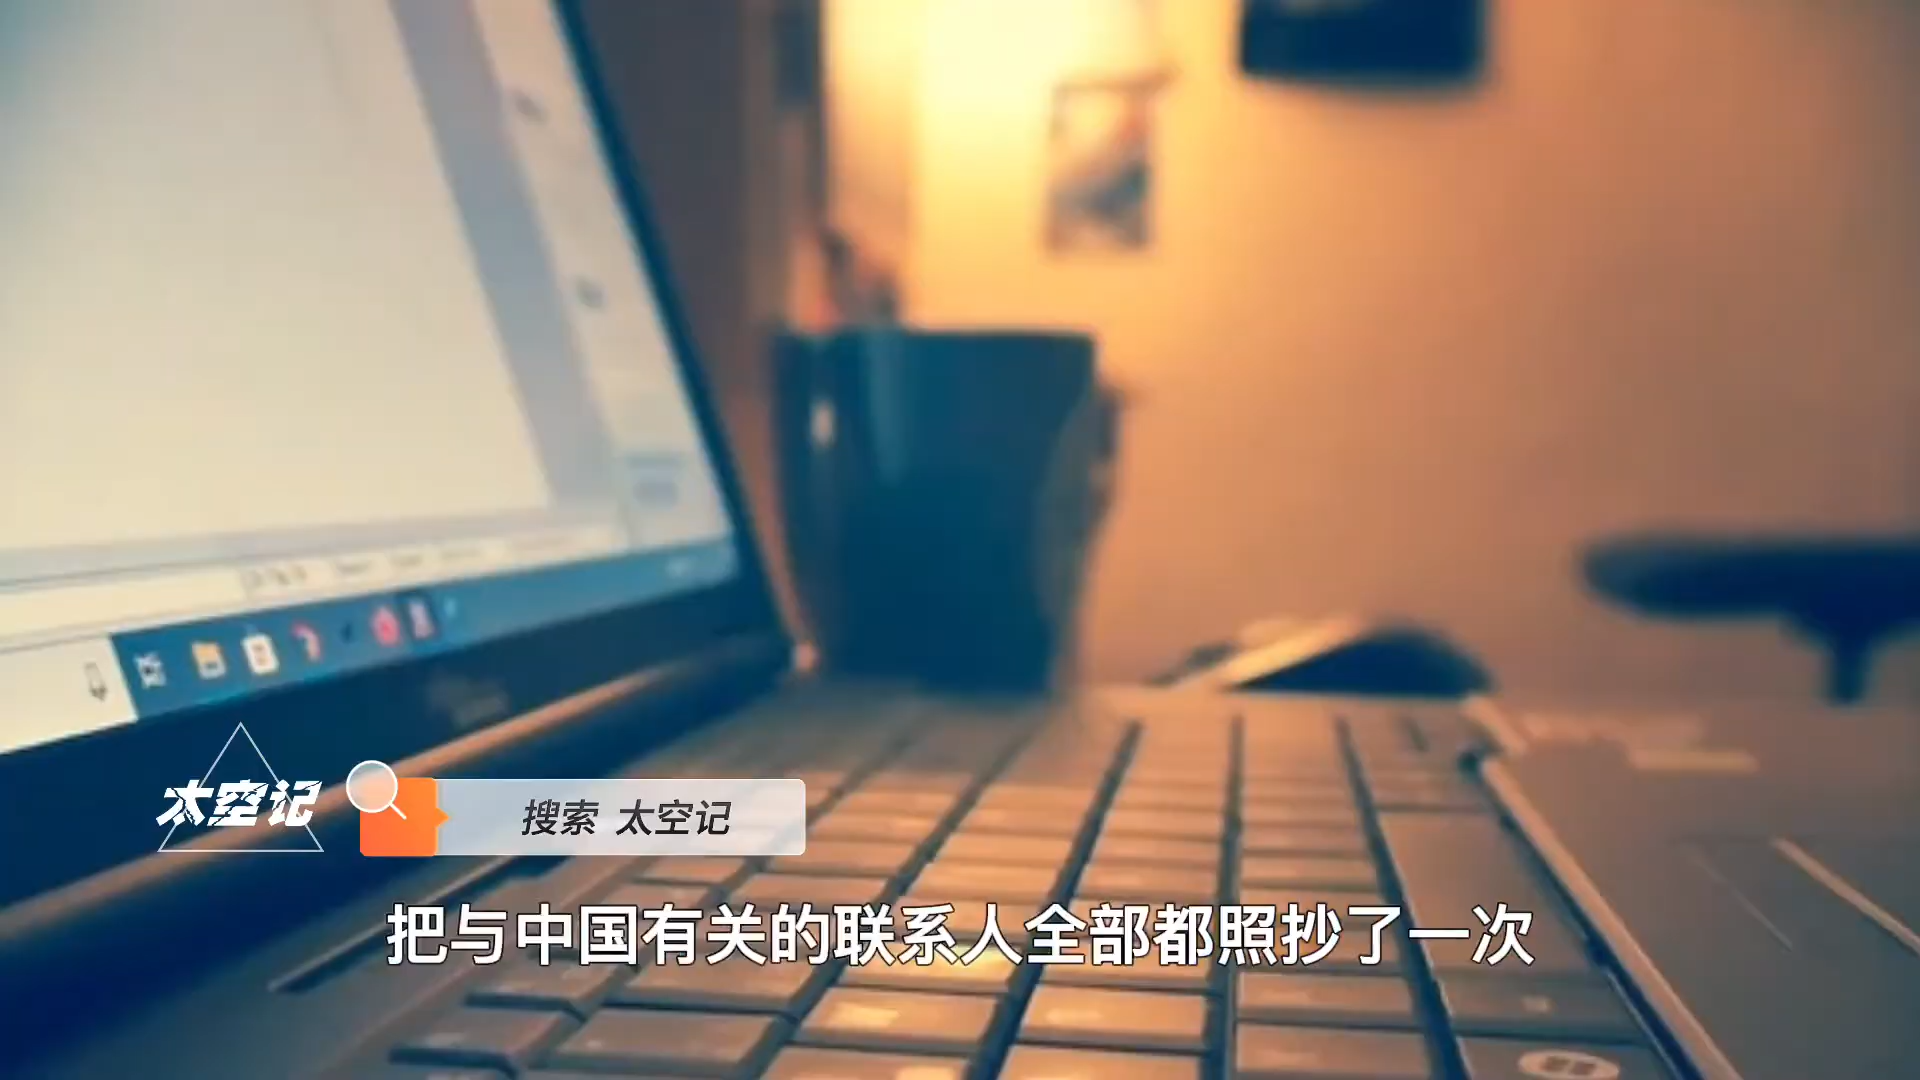 太空记
搜索 太空记
把与中国有关的联系人全部都照抄了一次